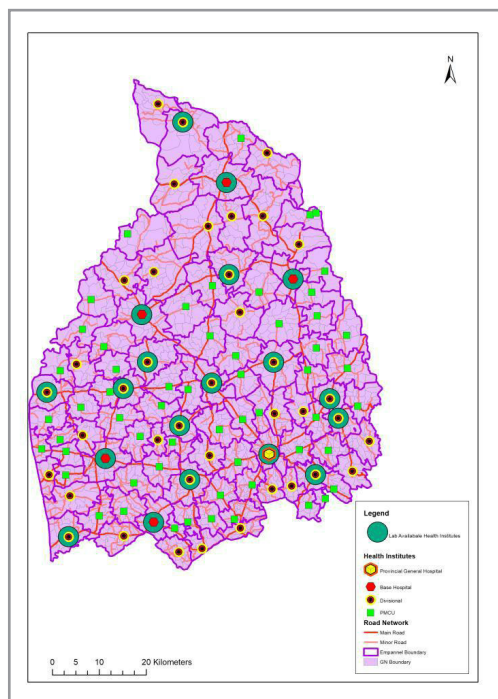 N
Legend
Lab Availabale Health Institutes
Health Institutes
Provincial General Hospital
Base Hospital
Divisional
PMCU
Road Network
Main Road
Minor Road
Empannel Boundary
GN Boundary
0 5 10 20 Kilometers